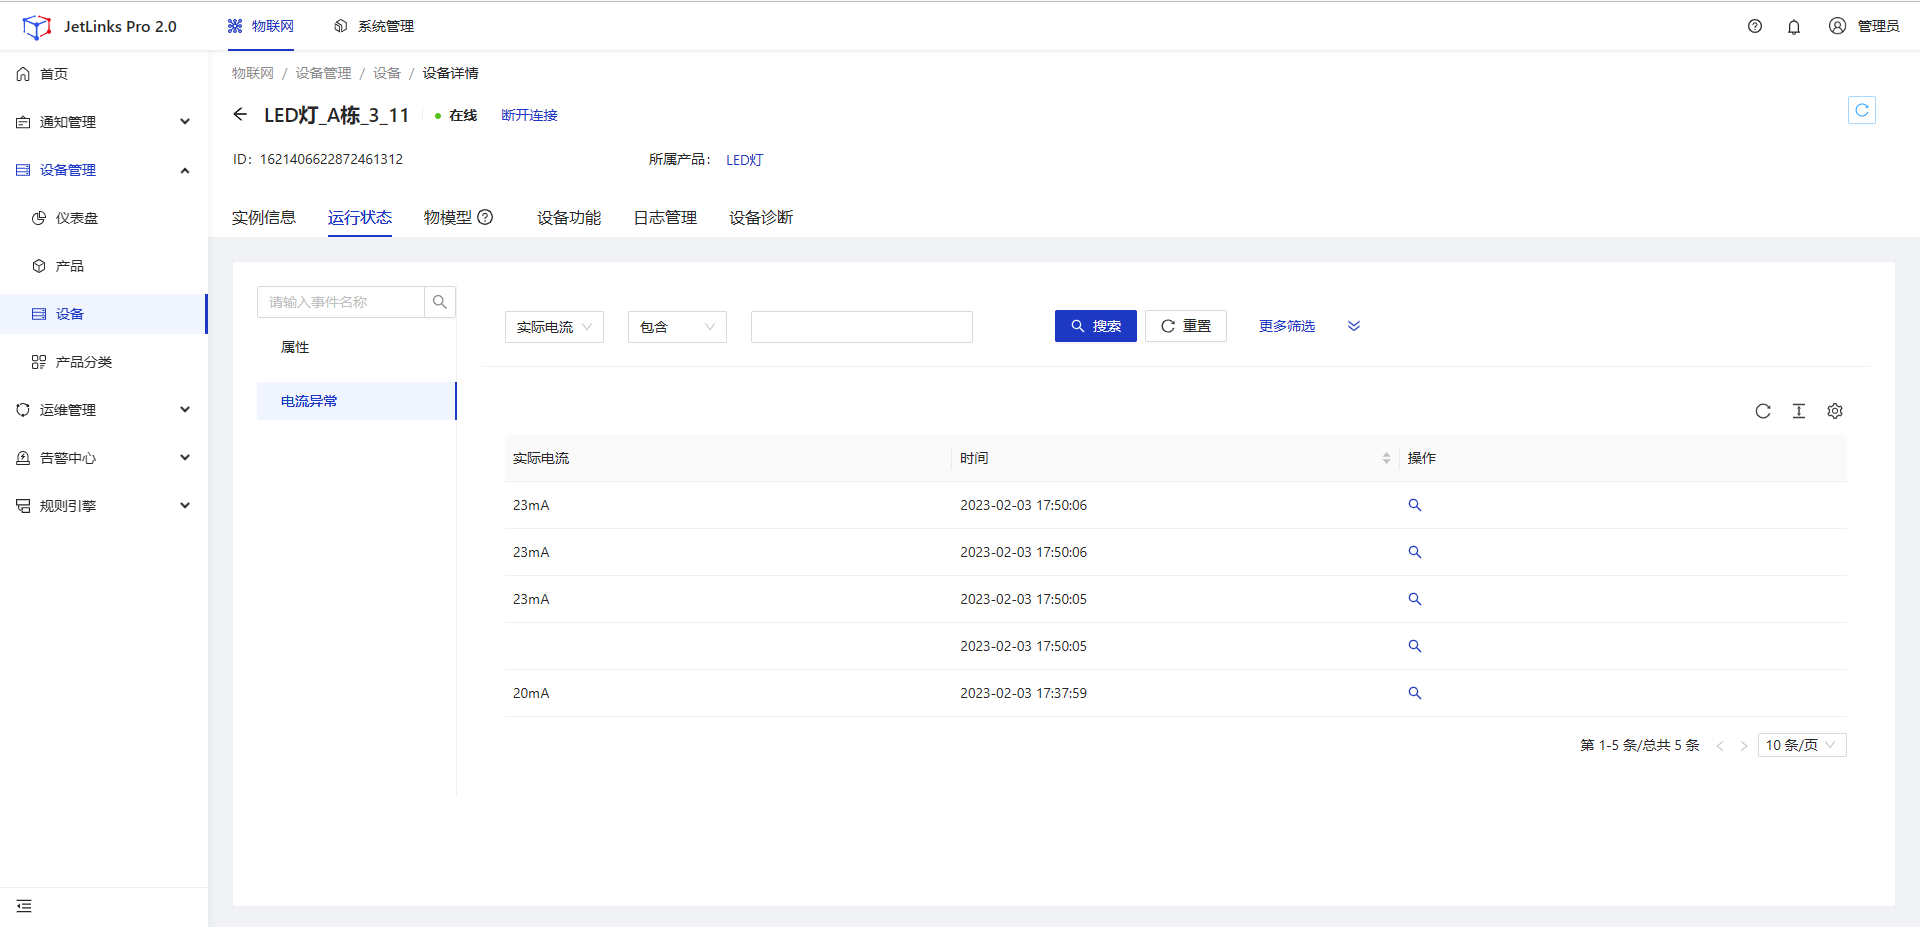 JetLinks Pro 2.0
物联网
系统管理
管理员
首页
通知管理
设备管理
仪表盘
产品
设备
产品分类
运维管理
告警中心
规则引擎
物联网 / 设备管理 / 设备 / 设备详情
LED灯_A栋_3_11
在线
断开连接
ID: 1621406622872461312
所属产品: LED灯
实例信息
运行状态
物模型
设备功能
日志管理
设备诊断
请输入事件名称
属性
电流异常
实际电流
包含
搜索
重置
更多筛选
实际电流 时间 操作
23mA 2023-02-03 17:50:06
23mA 2023-02-03 17:50:06
23mA 2023-02-03 17:50:05
2023-02-03 17:50:05
20mA 2023-02-03 17:37:59
第 1-5 条/总共 5 条
10 条/页